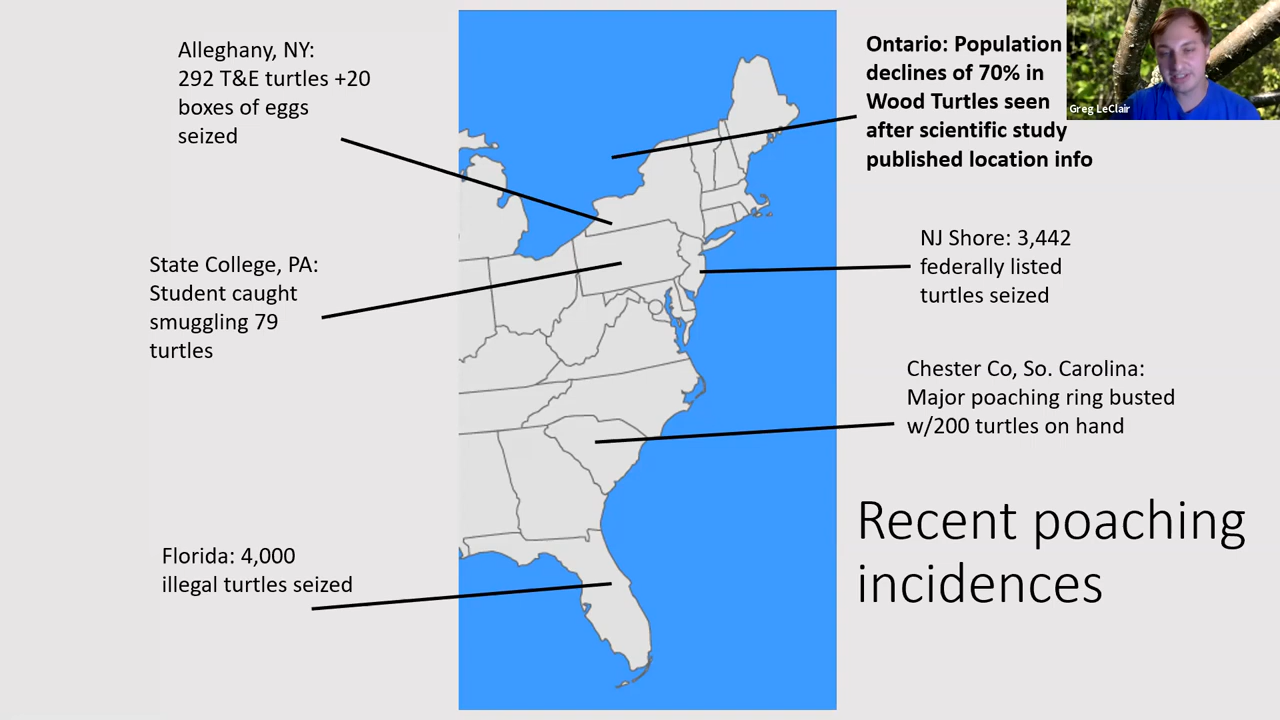 Alleghany, NY:
292 T&E turtles +20
boxes of eggs
seized
State College, PA:
Student caught
smuggling 79
turtles
Florida: 4,000
illegal turtles seized
Ontario: Population
declines of 70% in
Wood Turtles seen
after scientific study
published location info
Greg LeClair
NJ Shore: 3,442
federally listed
turtles seized
Chester Co, So. Carolina:
Major poaching ring busted
w/200 turtles on hand
Recent poaching
incidences